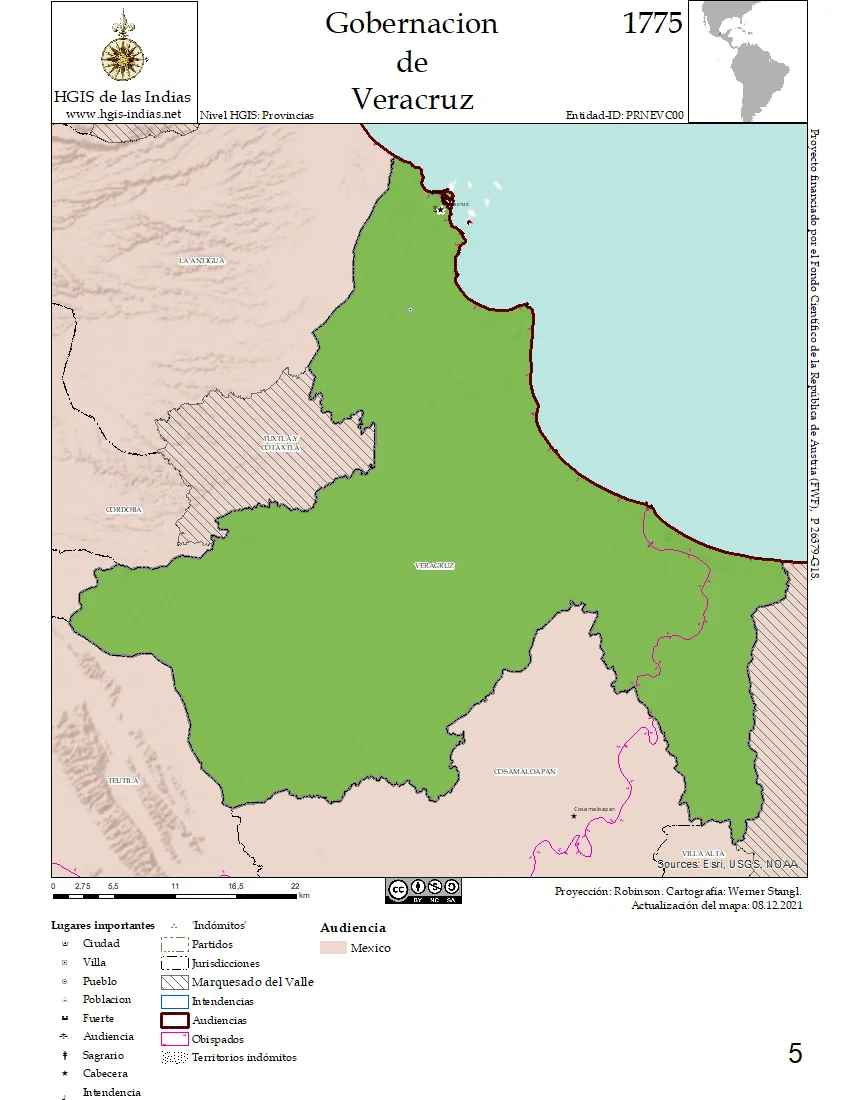 HGIS de las Indias
www.hgis-indias.net
Nivel HGIS: Provincias
Gobernacion
de
Veracruz
1775
Entidad-ID: PRNEVC00
Proyecto financiado por el Fondo Científico de la República de Austria (FWF), P 26379-G18.
LA ANTIGUA
TUXTLA Y
COTAXTLA
CORDOBA
VERACRUZ
TEUTILA
COSAMALOAPAN
Cosamaloapan
VILLA ALTA
Sources: Esri, USGS, NOAA
0 2,75 5,5 11 16,5 22
km
CC BY NC SA
Proyección: Robinson. Cartografía: Werner Stangl.
Actualización del mapa: 08.12.2021
Lugares importantes
Ciudad
Villa
Pueblo
Poblacion
Fuerte
Audiencia
Sagrario
Cabecera
Intendencia
'Indómitos'
Partidos
Jurisdicciones
Marquesado del Valle
Intendencias
Audiencias
Obispados
Territorios indómitos
Audiencia
Mexico
5